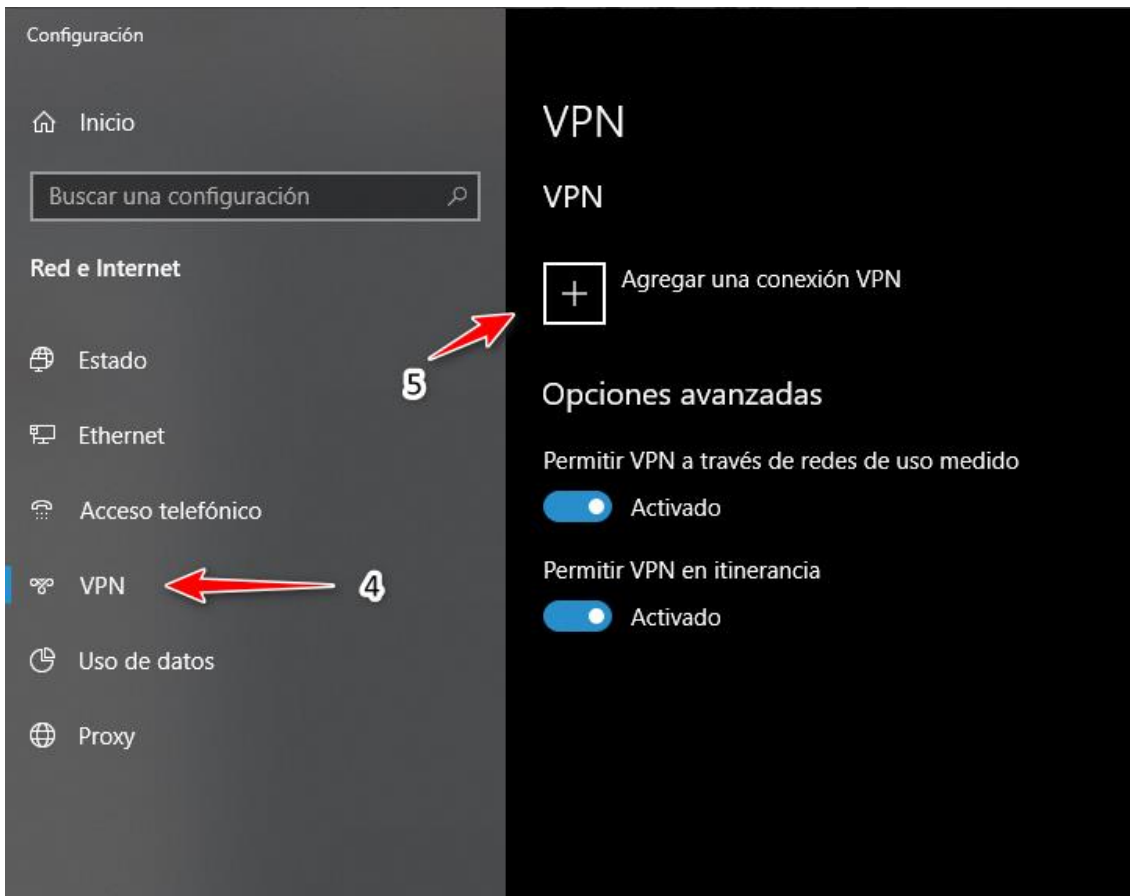 Configuración
Inicio
Buscar una configuración
Red e Internet
Estado
Ethernet
Acceso telefónico
VPN
4
Uso de datos
Proxy
VPN
VPN
Agregar una conexión VPN
5
Opciones avanzadas
Permitir VPN a través de redes de uso medido
Activado
Permitir VPN en itinerancia
Activado